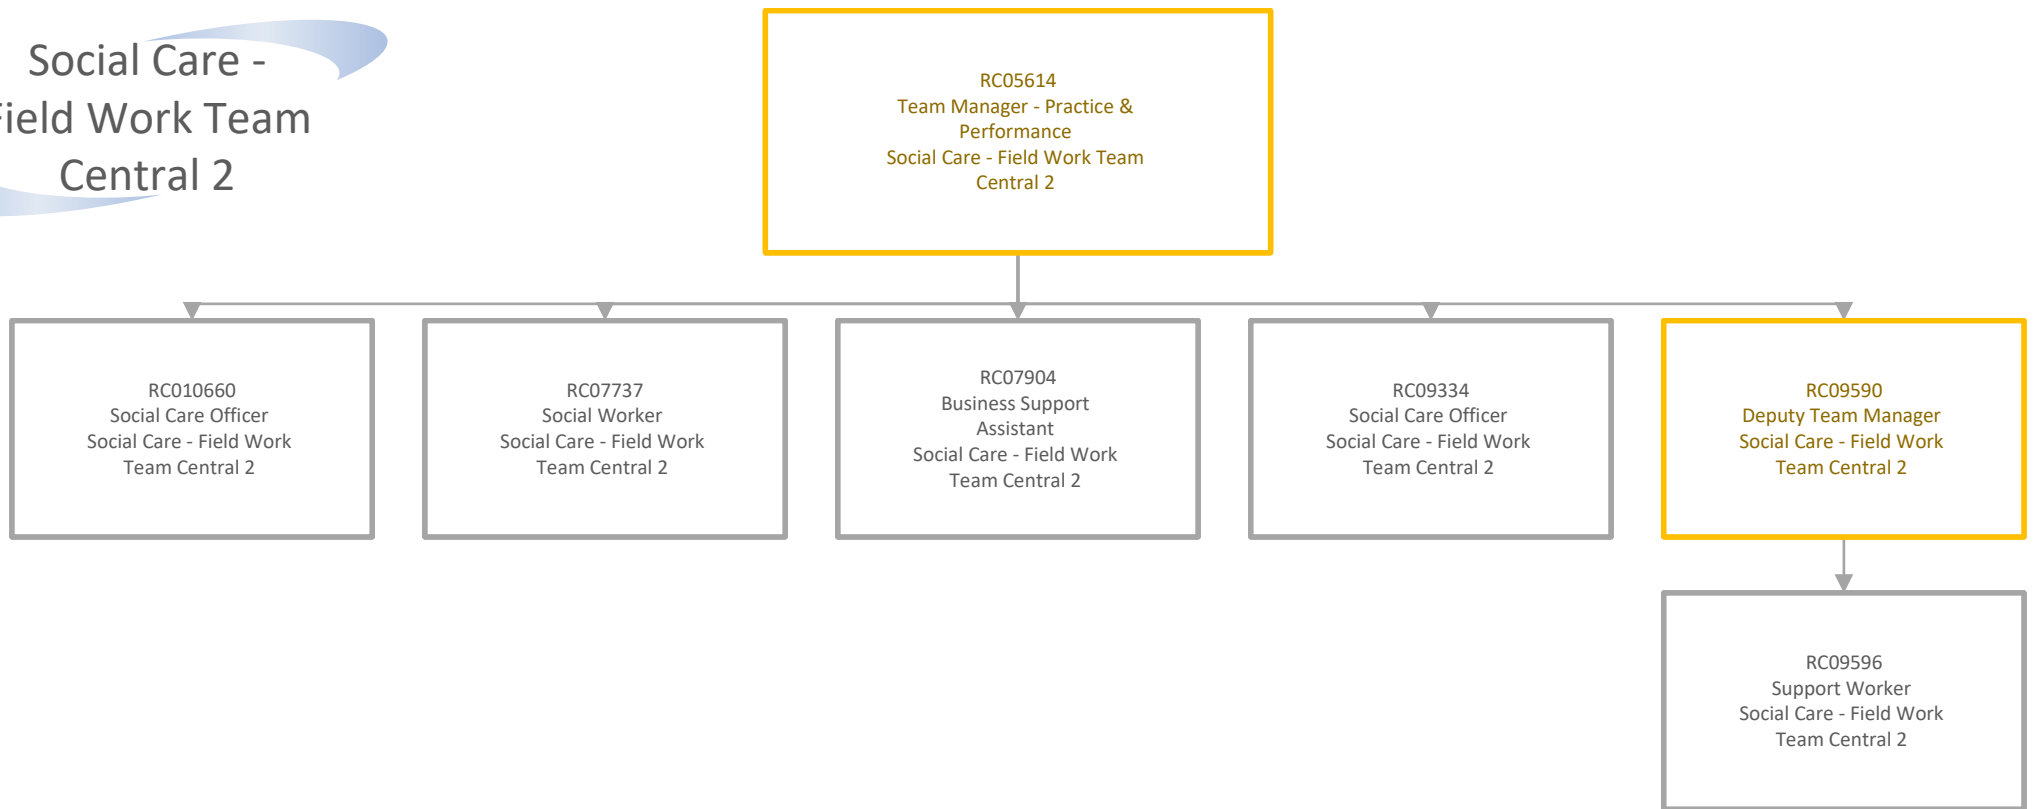 Social Care -
Field Work Team
Central 2
RC05614
Team Manager - Practice &
Performance
Social Care - Field Work Team
Central 2
RC010660
Social Care Officer
Social Care - Field Work
Team Central 2
RC07737
Social Worker
Social Care - Field Work
Team Central 2
RC07904
Business Support
Assistant
Social Care - Field Work
Team Central 2
RC09334
Social Care Officer
Social Care - Field Work
Team Central 2
RC09590
Deputy Team Manager
Social Care - Field Work
Team Central 2
RC09596
Support Worker
Social Care - Field Work
Team Central 2